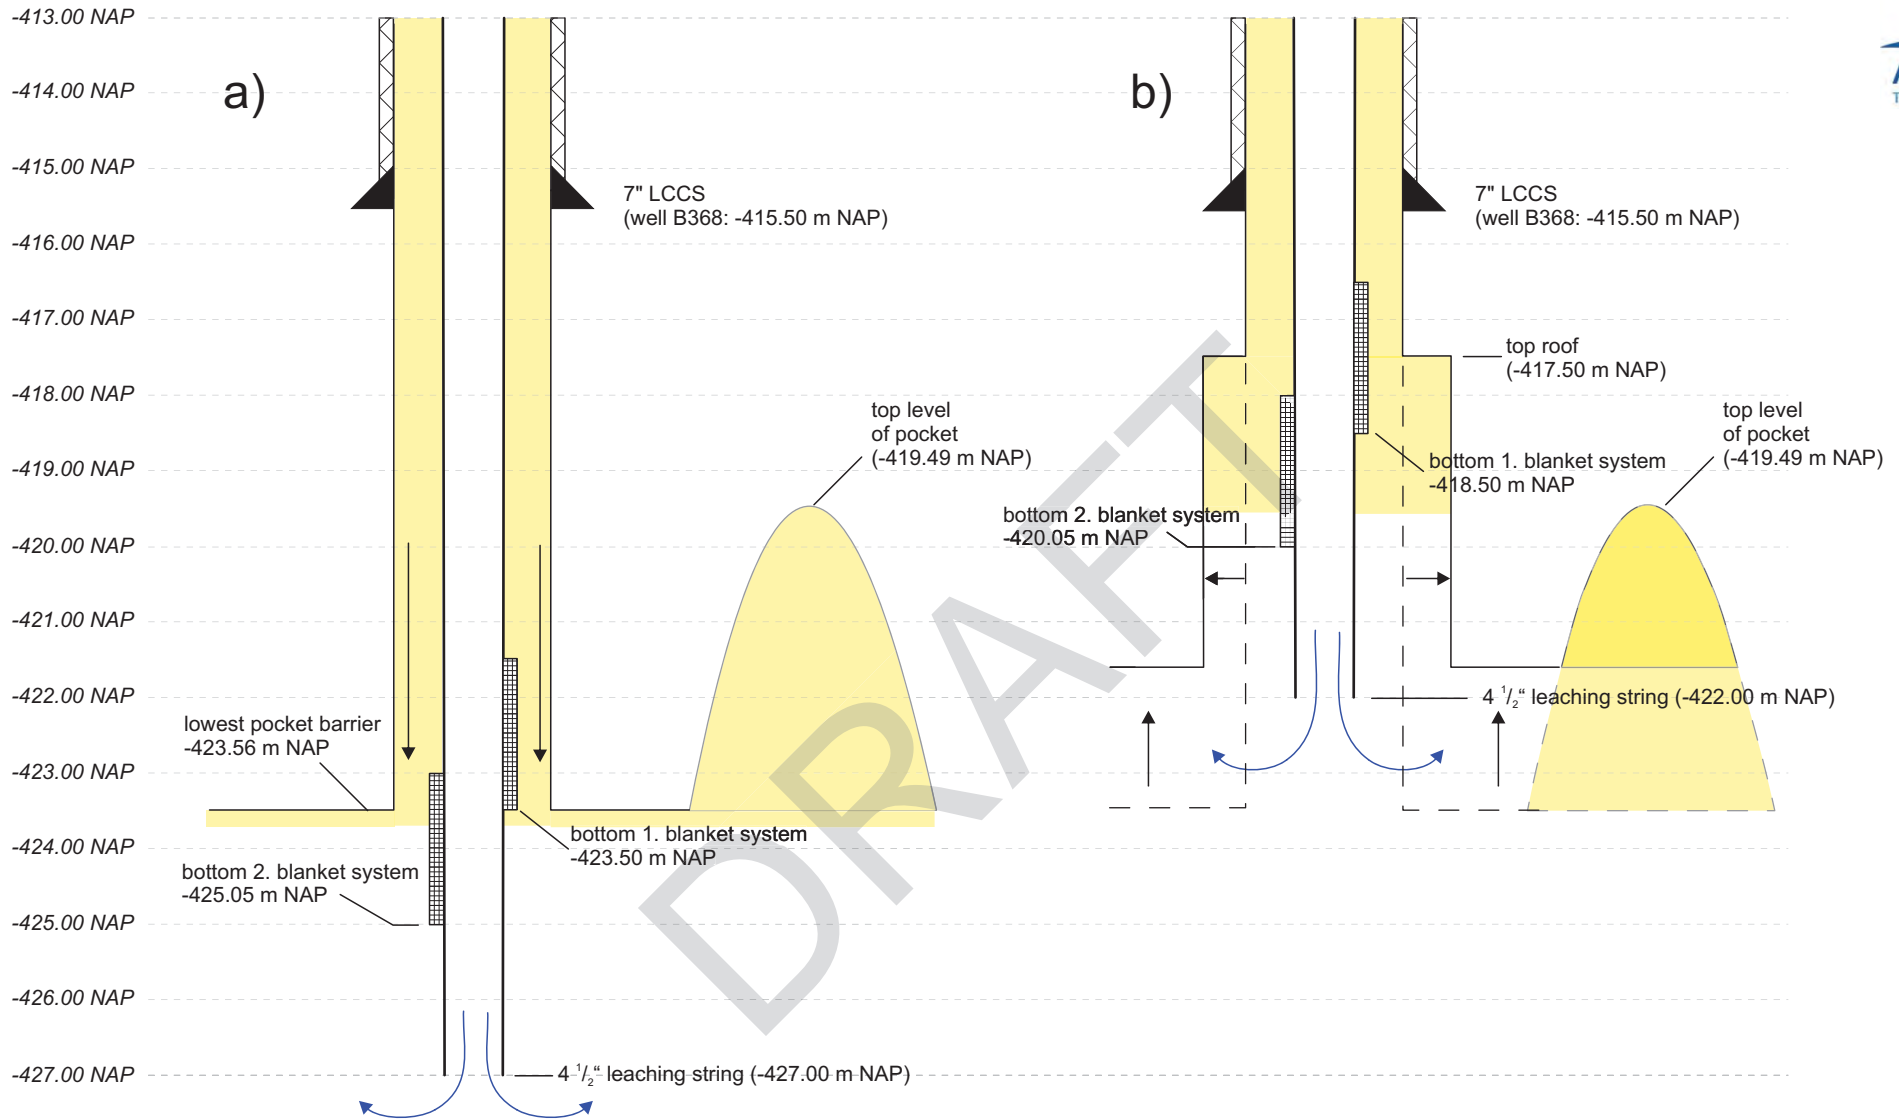 -413.00 NAP
-414.00 NAP
-415.00 NAP
-416.00 NAP
-417.00 NAP
-418.00 NAP
-419.00 NAP
-420.00 NAP
-421.00 NAP
-422.00 NAP
-423.00 NAP
-424.00 NAP
-425.00 NAP
-426.00 NAP
-427.00 NAP
a)
7" LCCS
(well B368: -415.50 m NAP)
top level
of pocket
(-419.49 m NAP)
lowest pocket barrier
-423.56 m NAP
bottom 1. blanket system
-423.50 m NAP
bottom 2. blanket system
-425.05 m NAP
4 1/2“ leaching string (-427.00 m NAP)
b)
7" LCCS
(well B368: -415.50 m NAP)
top roof
(-417.50 m NAP)
top level
of pocket
(-419.49 m NAP)
bottom 1. blanket system
-418.50 m NAP
bottom 2. blanket system
-420.05 m NAP
4 1/2“ leaching string (-422.00 m NAP)
DRAFT